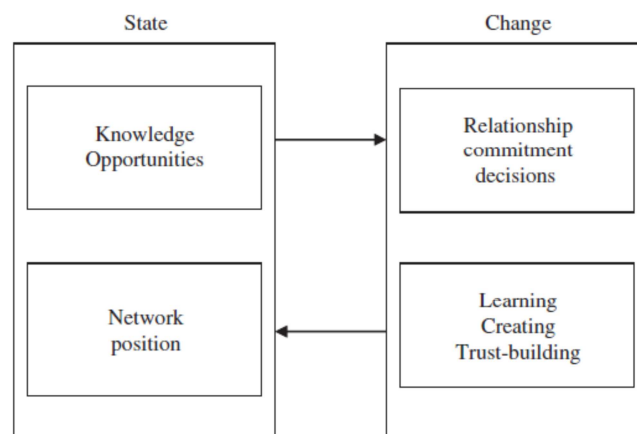 State
Change
Knowledge
Opportunities
Relationship
commitment
decisions
Network
position
Learning
Creating
Trust-building